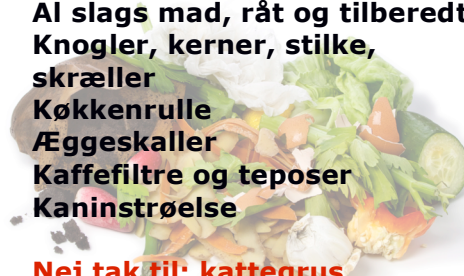 Al slags mad, råt og tilberedt
Knogler, kerner, stilke,
skræller
Køkkenrulle
Æggeskaller
Kaffefiltre og teposer
Kaninstrøelse
Nej tak til: kattegrus